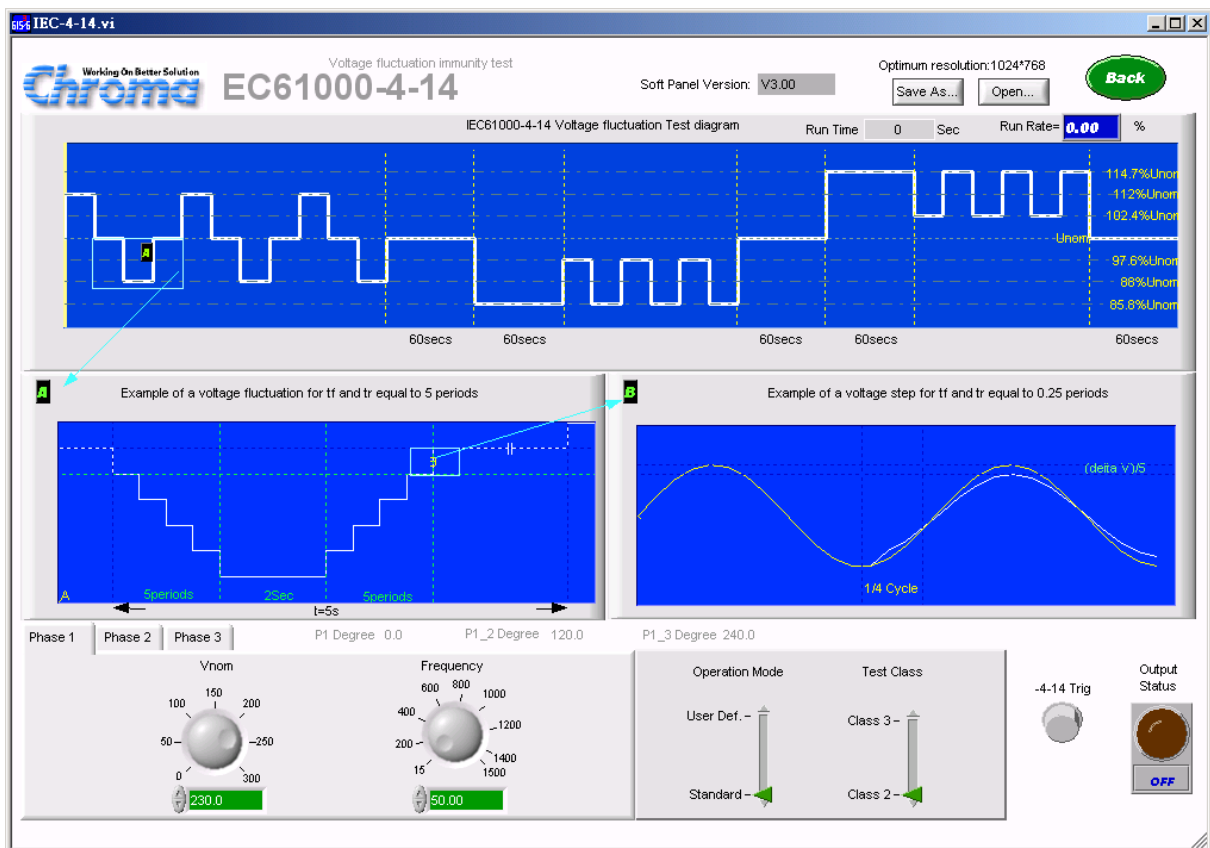 IEC-4-14.vi
Working On Better Solution
Chroma
Voltage fluctuation immunity test
EC61000-4-14
Soft Panel Version: V3.00
Optimum resolution:1024*768
Save As...
Open...
Back
IEC61000-4-14 Voltage fluctuation Test diagram
Run Time 0 Sec
Run Rate= 0.00 %
114.7%Unom
112%Unom
102.4%Unom
Unom
97.6%Unom
88%Unom
85.8%Unom
A
60secs 60secs 60secs 60secs 60secs
A
Example of a voltage fluctuation for tf and tr equal to 5 periods
B
A
5periods 2Sec 5periods
t=5s
B
Example of a voltage step for tf and tr equal to 0.25 periods
(delta V)/5
1/4 Cycle
Phase 1 Phase 2 Phase 3
P1 Degree 0.0 P1_2 Degree 120.0 P1_3 Degree 240.0
Vnom
0 50 100 150 200 250 300
230.0
Frequency
15 200 400 600 800 1000 1200 1400 1500
50.00
Operation Mode
User Def.
Standard
Test Class
Class 3
Class 2
-4-14 Trig
Output
Status
OFF